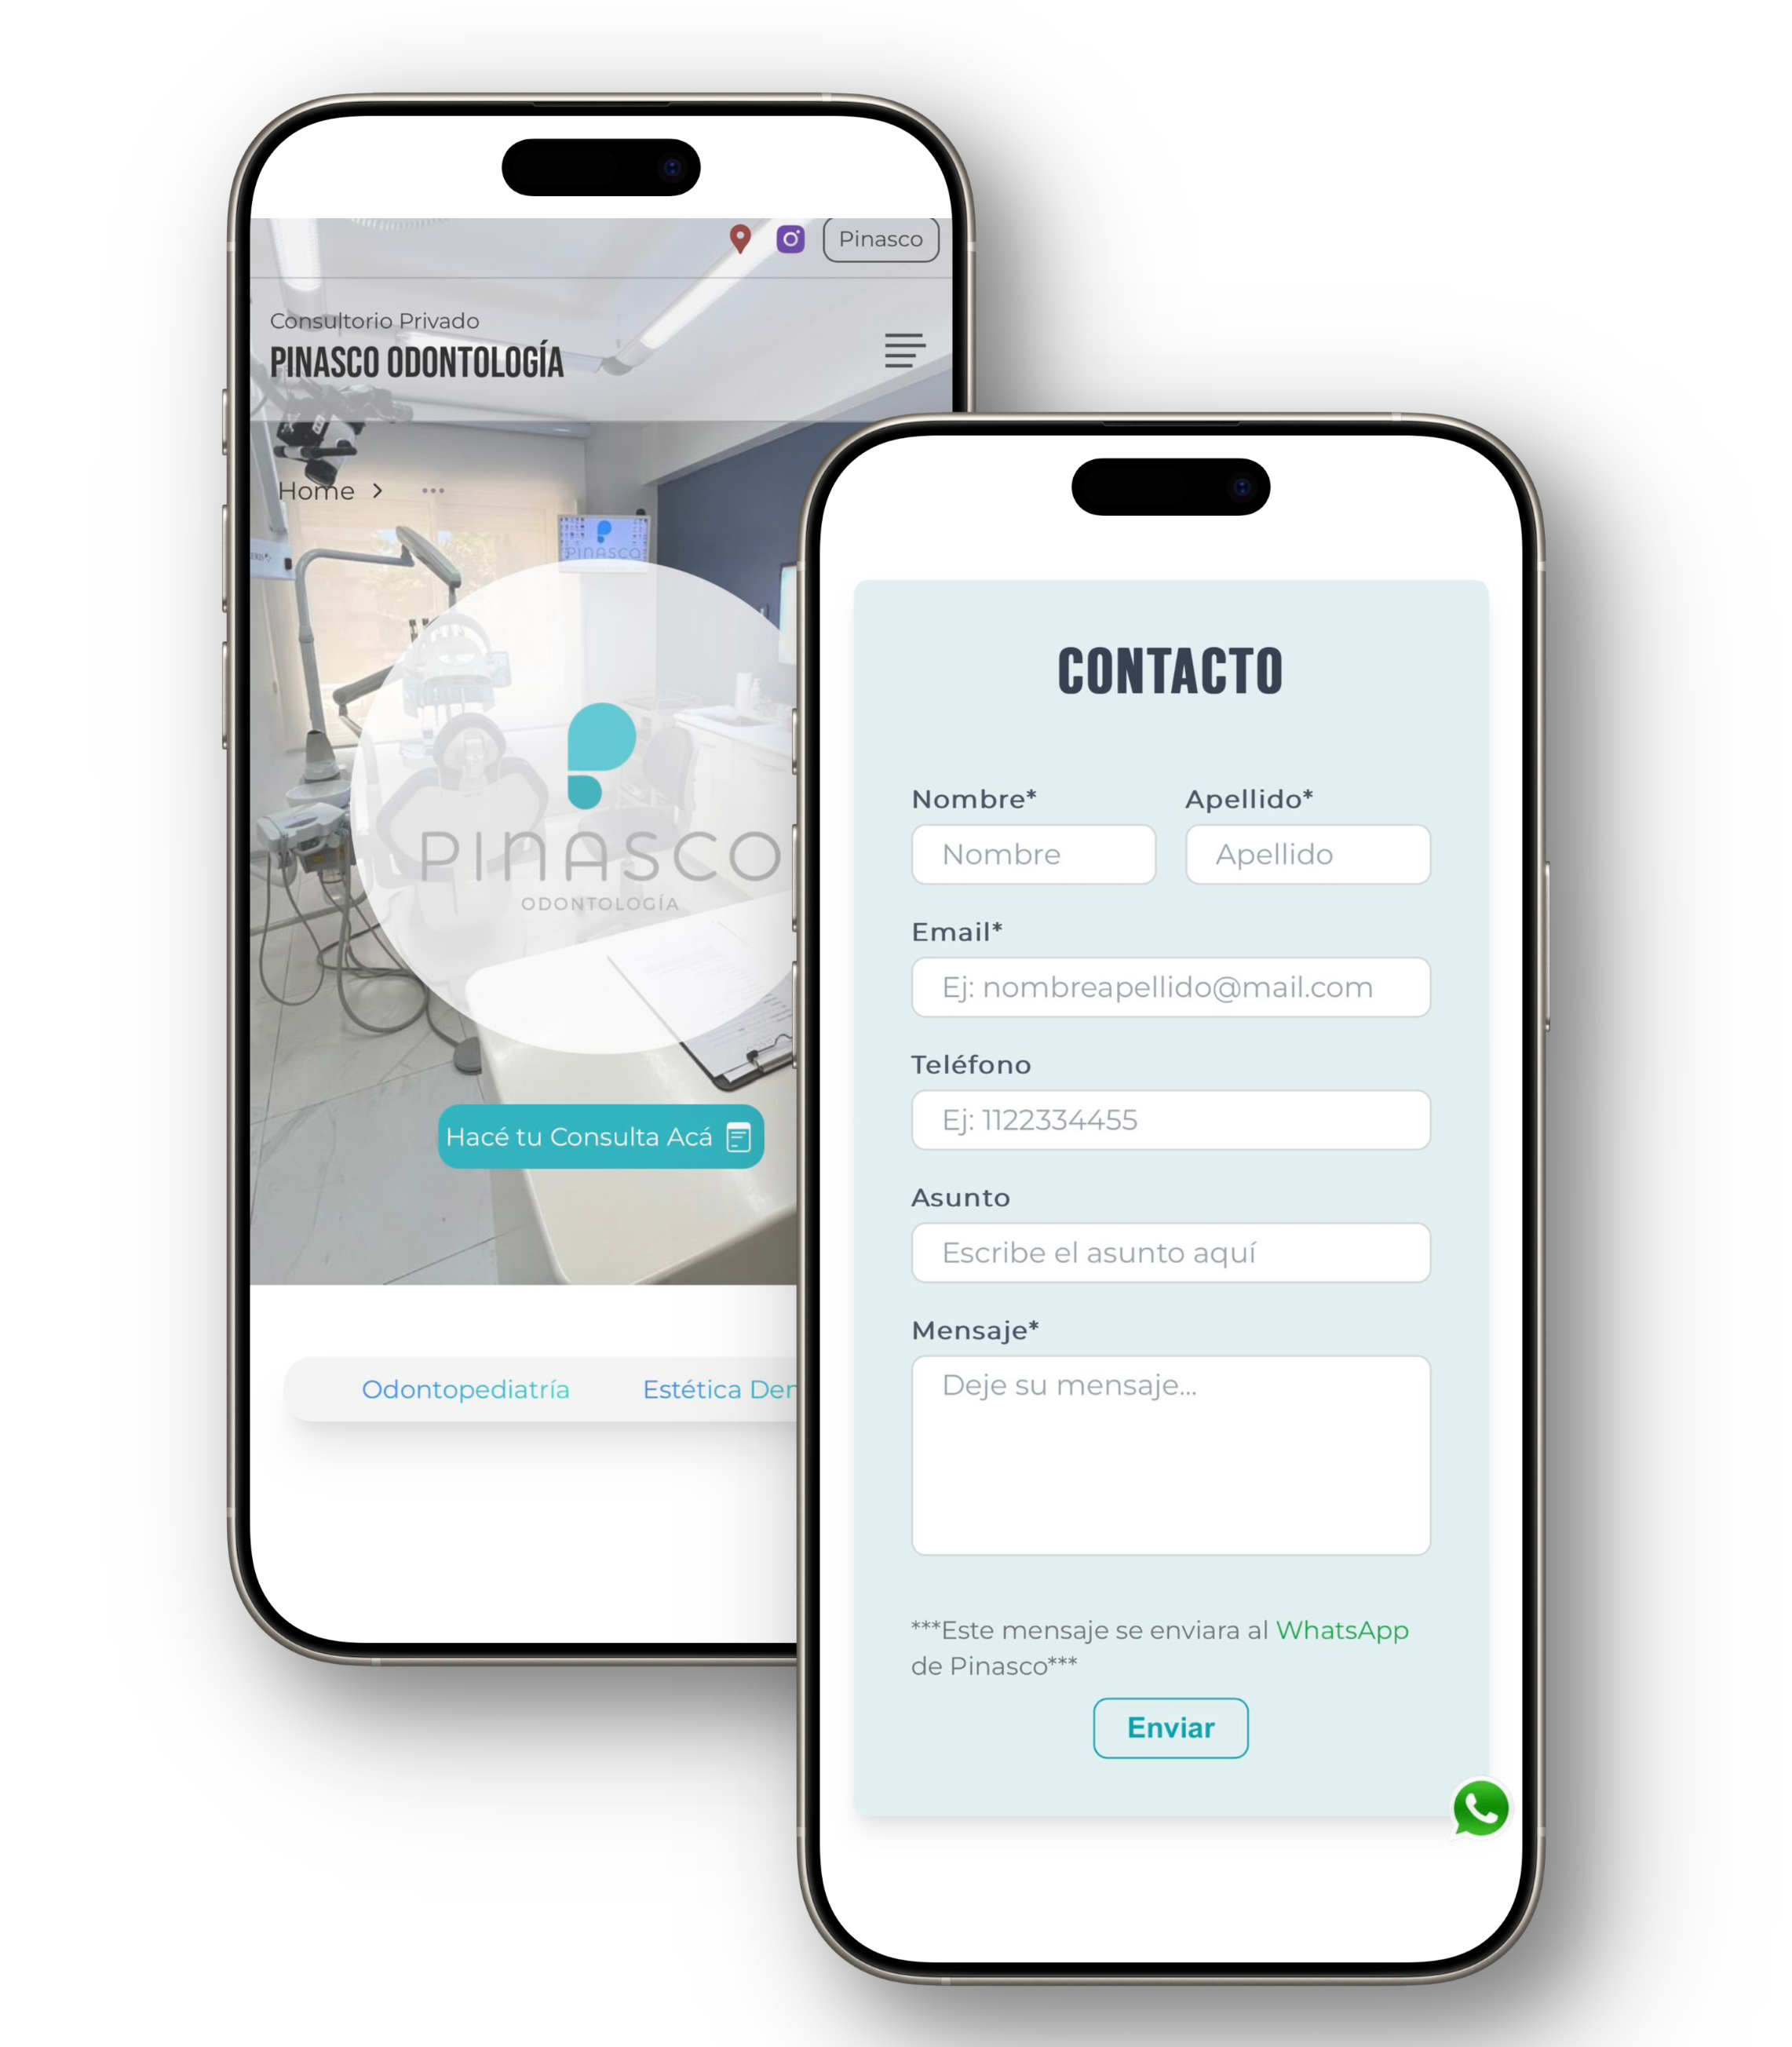 Pinasco
Consultorio Privado
PINASCO ODONTOLOGÍA
Home
PINASCO
PINASCO
ODONTOLOGÍA
Hacé tu Consulta Acá
Odontopediatría
Estética Den
CONTACTO
Nombre* Apellido*
Nombre Apellido
Email*
Ej: nombreapellido@mail.com
Teléfono
Ej: 1122334455
Asunto
Escribe el asunto aquí
Mensaje*
Deje su mensaje...
***Este mensaje se enviara al WhatsApp
de Pinasco***
Enviar